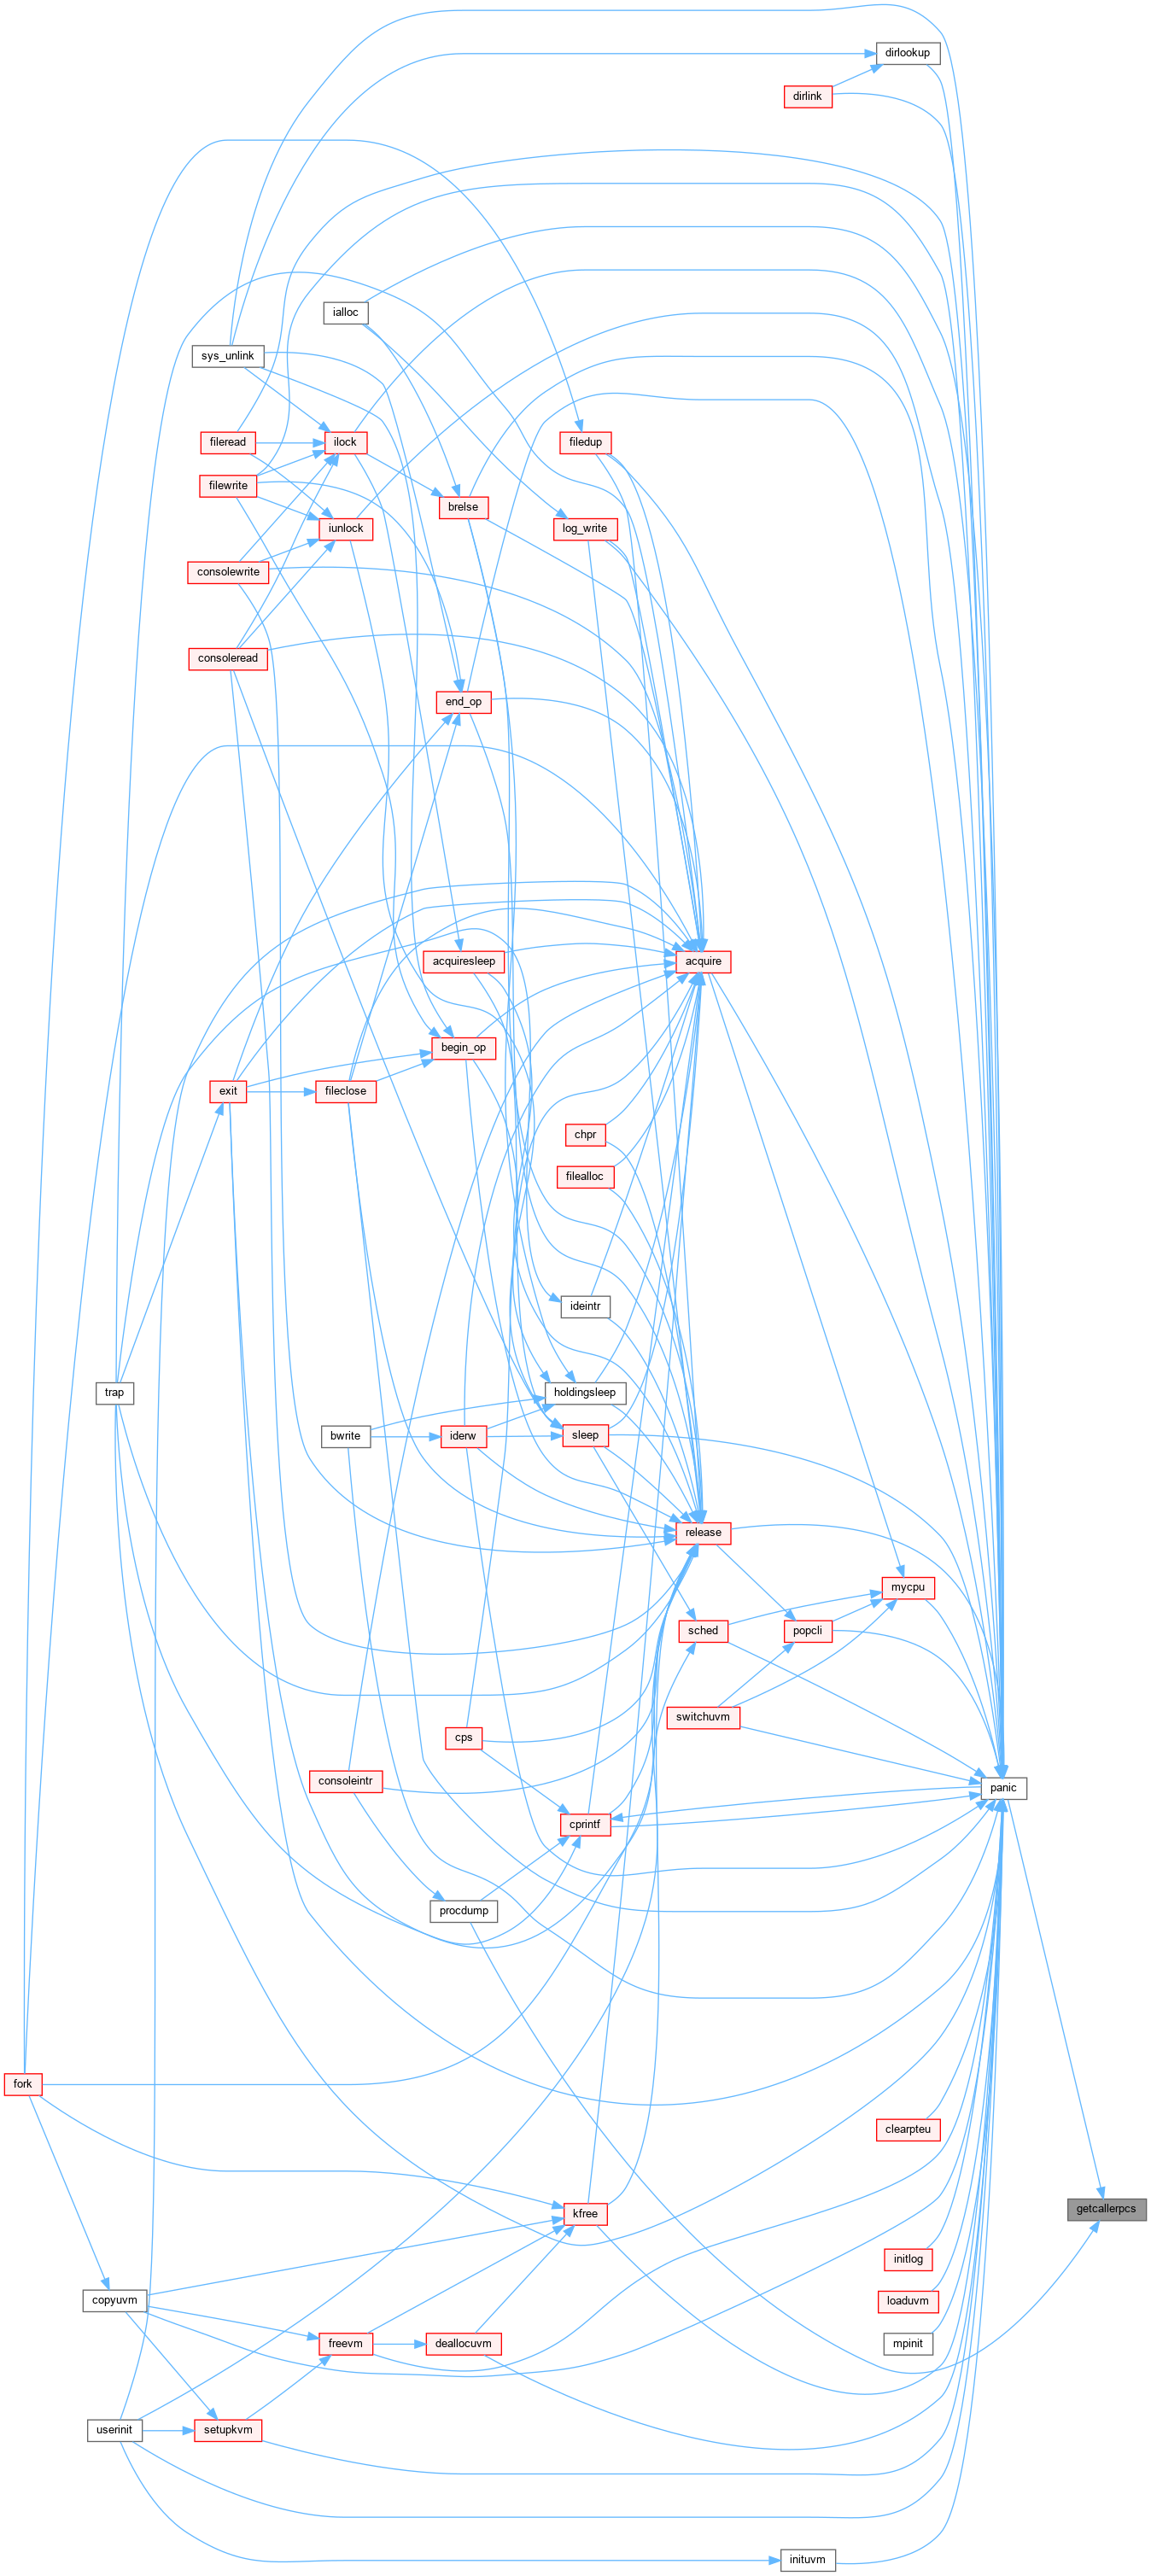 dirlookup
dirlink
ialloc
sys_unlink
fileread
ilock
filedup
filewrite
brelse
iunlock
log_write
consolewrite
consoleread
end_op
acquiresleep
acquire
begin_op
exit
fileclose
chpr
filealloc
ideintr
trap
holdingsleep
bwrite
iderw
sleep
release
mycpu
sched
popcli
switchuvm
cps
consoleintr
panic
cprintf
procdump
fork
clearpteu
getcallerpcs
kfree
initlog
copyuvm
loaduvm
freevm
deallocuvm
mpinit
userinit
setupkvm
inituvm